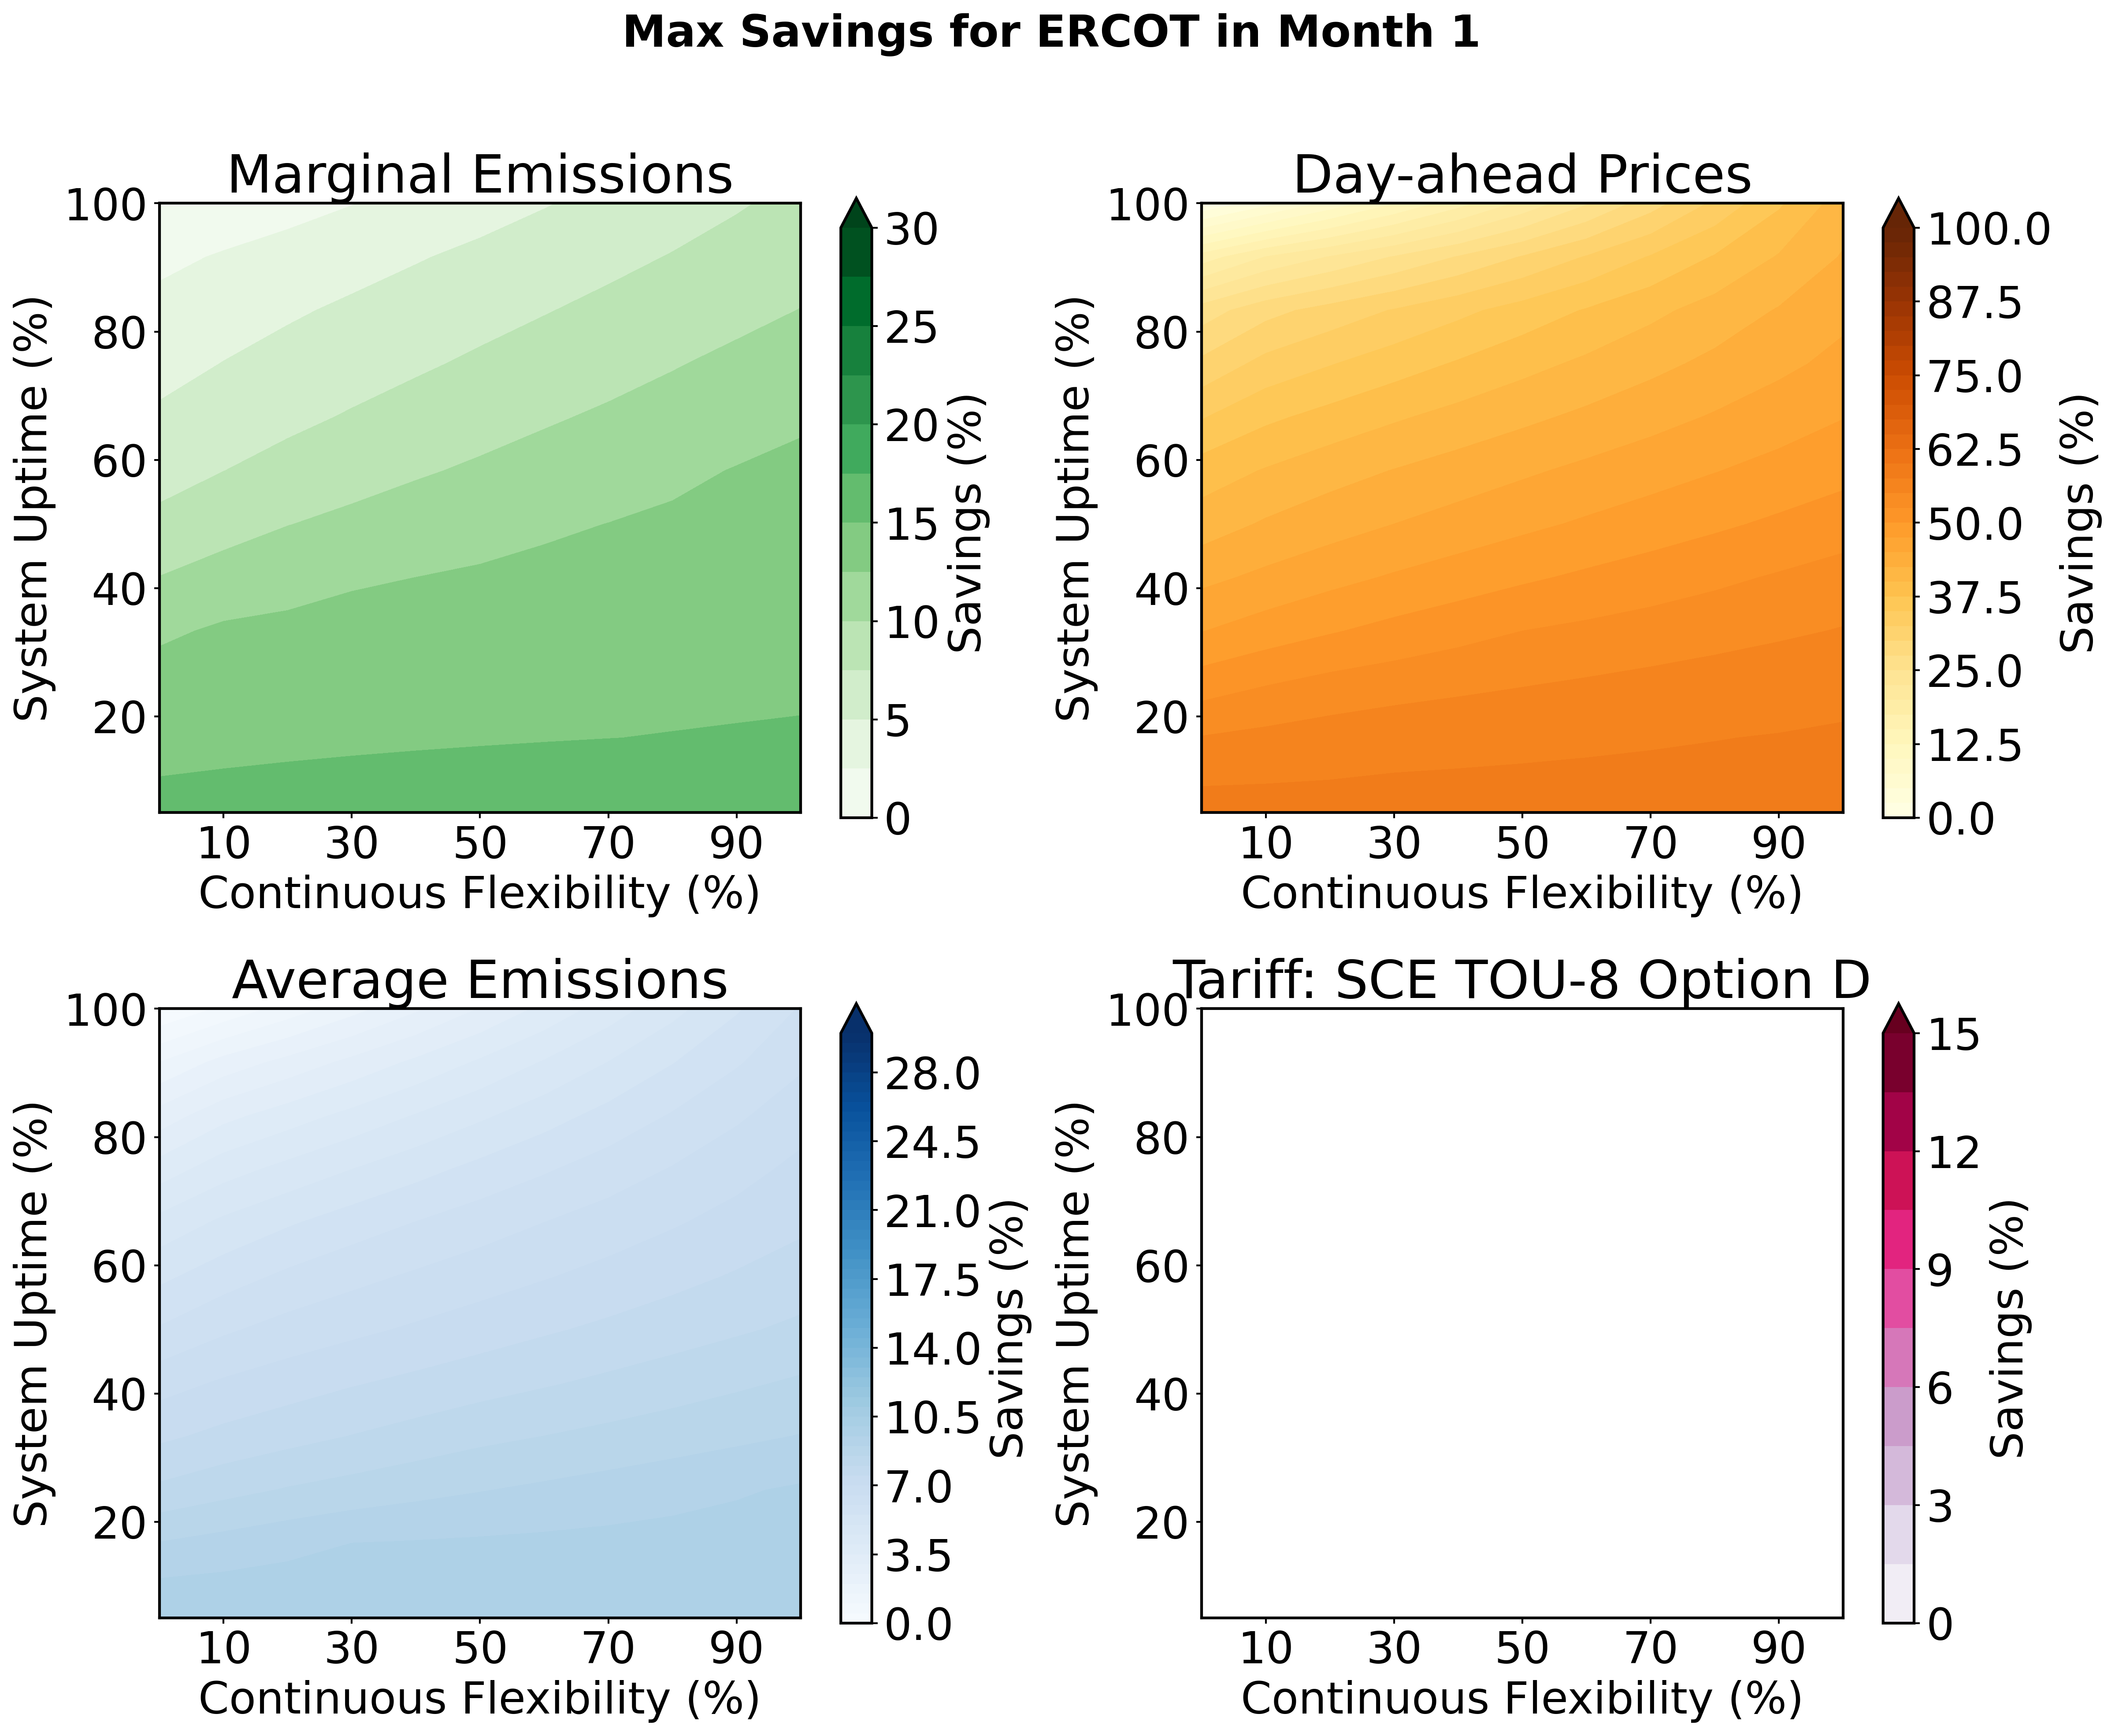 Max Savings for ERCOT in Month 1
Marginal Emissions
System Uptime (%)
100
80
60
40
20
10 30 50 70 90
Continuous Flexibility (%)
30
25
20
15
10
5
0
Savings (%)
Day-ahead Prices
System Uptime (%)
100
80
60
40
20
10 30 50 70 90
Continuous Flexibility (%)
100.0
87.5
75.0
62.5
50.0
37.5
25.0
12.5
0.0
Savings (%)
Average Emissions
System Uptime (%)
100
80
60
40
20
10 30 50 70 90
Continuous Flexibility (%)
28.0
24.5
21.0
17.5
14.0
10.5
7.0
3.5
0.0
Savings (%)
Tariff: SCE TOU-8 Option D
System Uptime (%)
100
80
60
40
20
10 30 50 70 90
Continuous Flexibility (%)
15
12
9
6
3
0
Savings (%)